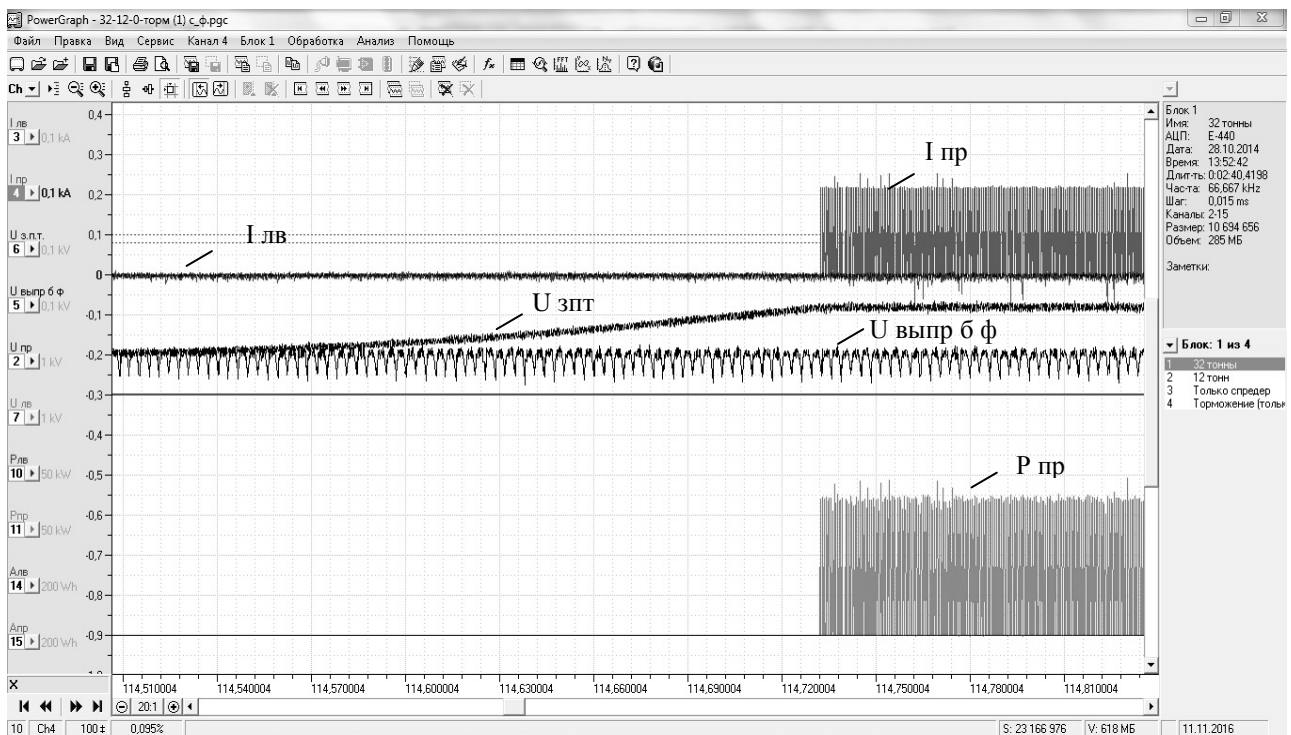 PowerGraph - 32-12-0-торм (1) с_ф.pgc
Файл Правка Вид Сервис Канал 4 Блок 1 Обработка Анализ Помощь
Ch
I лв
3 0,1 kA
I пр
4 0,1 kA
U з.п.т.
6 0,1 kV
U выпр б ф
5 0,1 kV
U пр
2 1 kV
U лв
7 1 kV
Pлв
10 50 kW
Pпр
11 50 kW
Aлв
14 200 Wh
Aпр
15 200 Wh
0,4
0,3
0,2
0,1
0
-0,1
-0,2
-0,3
-0,4
-0,5
-0,6
-0,7
-0,8
-0,9
I пр
I лв
U зпт
U выпр б ф
P пр
Блок 1
Имя: 32 тонны
АЦП: E-440
Дата: 28.10.2014
Время: 13:52:42
Длит-ть: 0:02:40,4198
Час-та: 66,667 kHz
Шаг: 0,015 ms
Каналы: 2-15
Размер: 10 694 656
Объем: 285 МБ
Заметки:
Блок: 1 из 4
1 32 тонны
2 12 тонн
3 Только спредер
4 Торможение (тольк
X
114,510004 114,540004 114,570004 114,600004 114,630004 114,660004 114,690004 114,720004 114,750004 114,780004 114,810004
20:1
10 Ch4 100± 0,095% S: 23 166 976 V: 618 МБ 11.11.2016